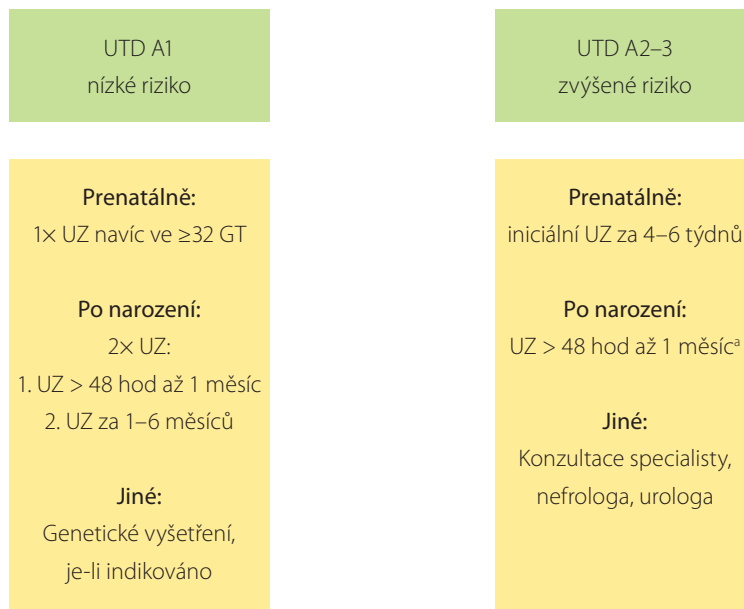 UTD A1
nízké riziko
Prenatálně:
1× UZ navíc ve ≥32 GT
Po narození:
2× UZ:
1. UZ > 48 hod až 1 měsíc
2. UZ za 1–6 měsíců
Jiné:
Genetické vyšetření,
je-li indikováno
UTD A2–3
zvýšené riziko
Prenatálně:
iniciální UZ za 4–6 týdnů
Po narození:
UZ > 48 hod až 1 měsícᵃ
Jiné:
Konzultace specialisty,
nefrologa, urologa